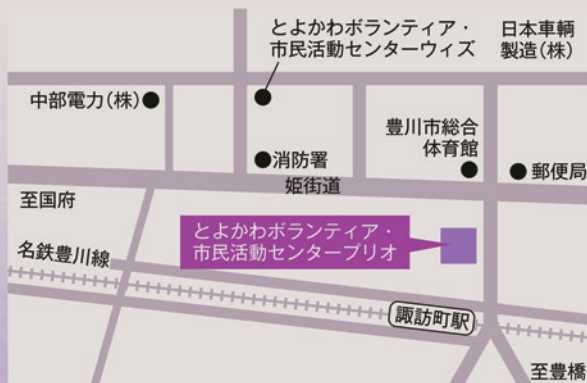 とよかわボランティア・
市民活動センターウィズ
日本車輌
製造(株)
中部電力(株)
消防署
豊川市総合
体育館
郵便局
姫街道
至国府
とよかわボランティア・
市民活動センタープリオ
名鉄豊川線
諏訪町駅
至豊橋